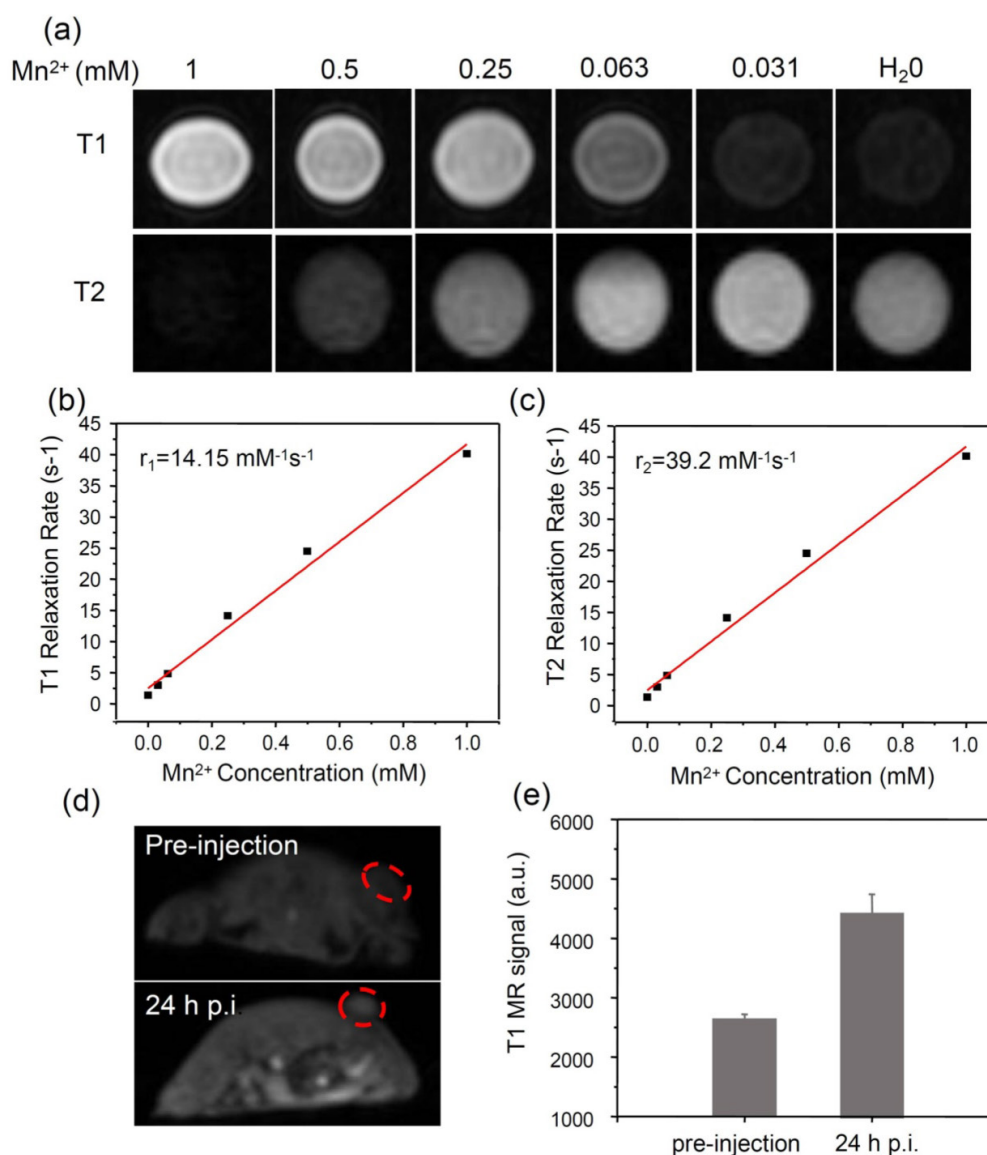 (a)
Mn²⁺ (mM) 1 0.5 0.25 0.063 0.031 H₂0
T1
T2
(b)
r₁=14.15 mM⁻¹s⁻¹
T1 Relaxation Rate (s-1)
45
40
35
30
25
20
15
10
5
0
0.0 0.2 0.4 0.6 0.8 1.0
Mn²⁺ Concentration (mM)
(c)
r₂=39.2 mM⁻¹s⁻¹
T2 Relaxation Rate (s-1)
45
40
35
30
25
20
15
10
5
0
0.0 0.2 0.4 0.6 0.8 1.0
Mn²⁺ Concentration (mM)
(d)
Pre-injection
24 h p.i.
(e)
T1 MR signal (a.u.)
6000
5000
4000
3000
2000
1000
pre-injection 24 h p.i.